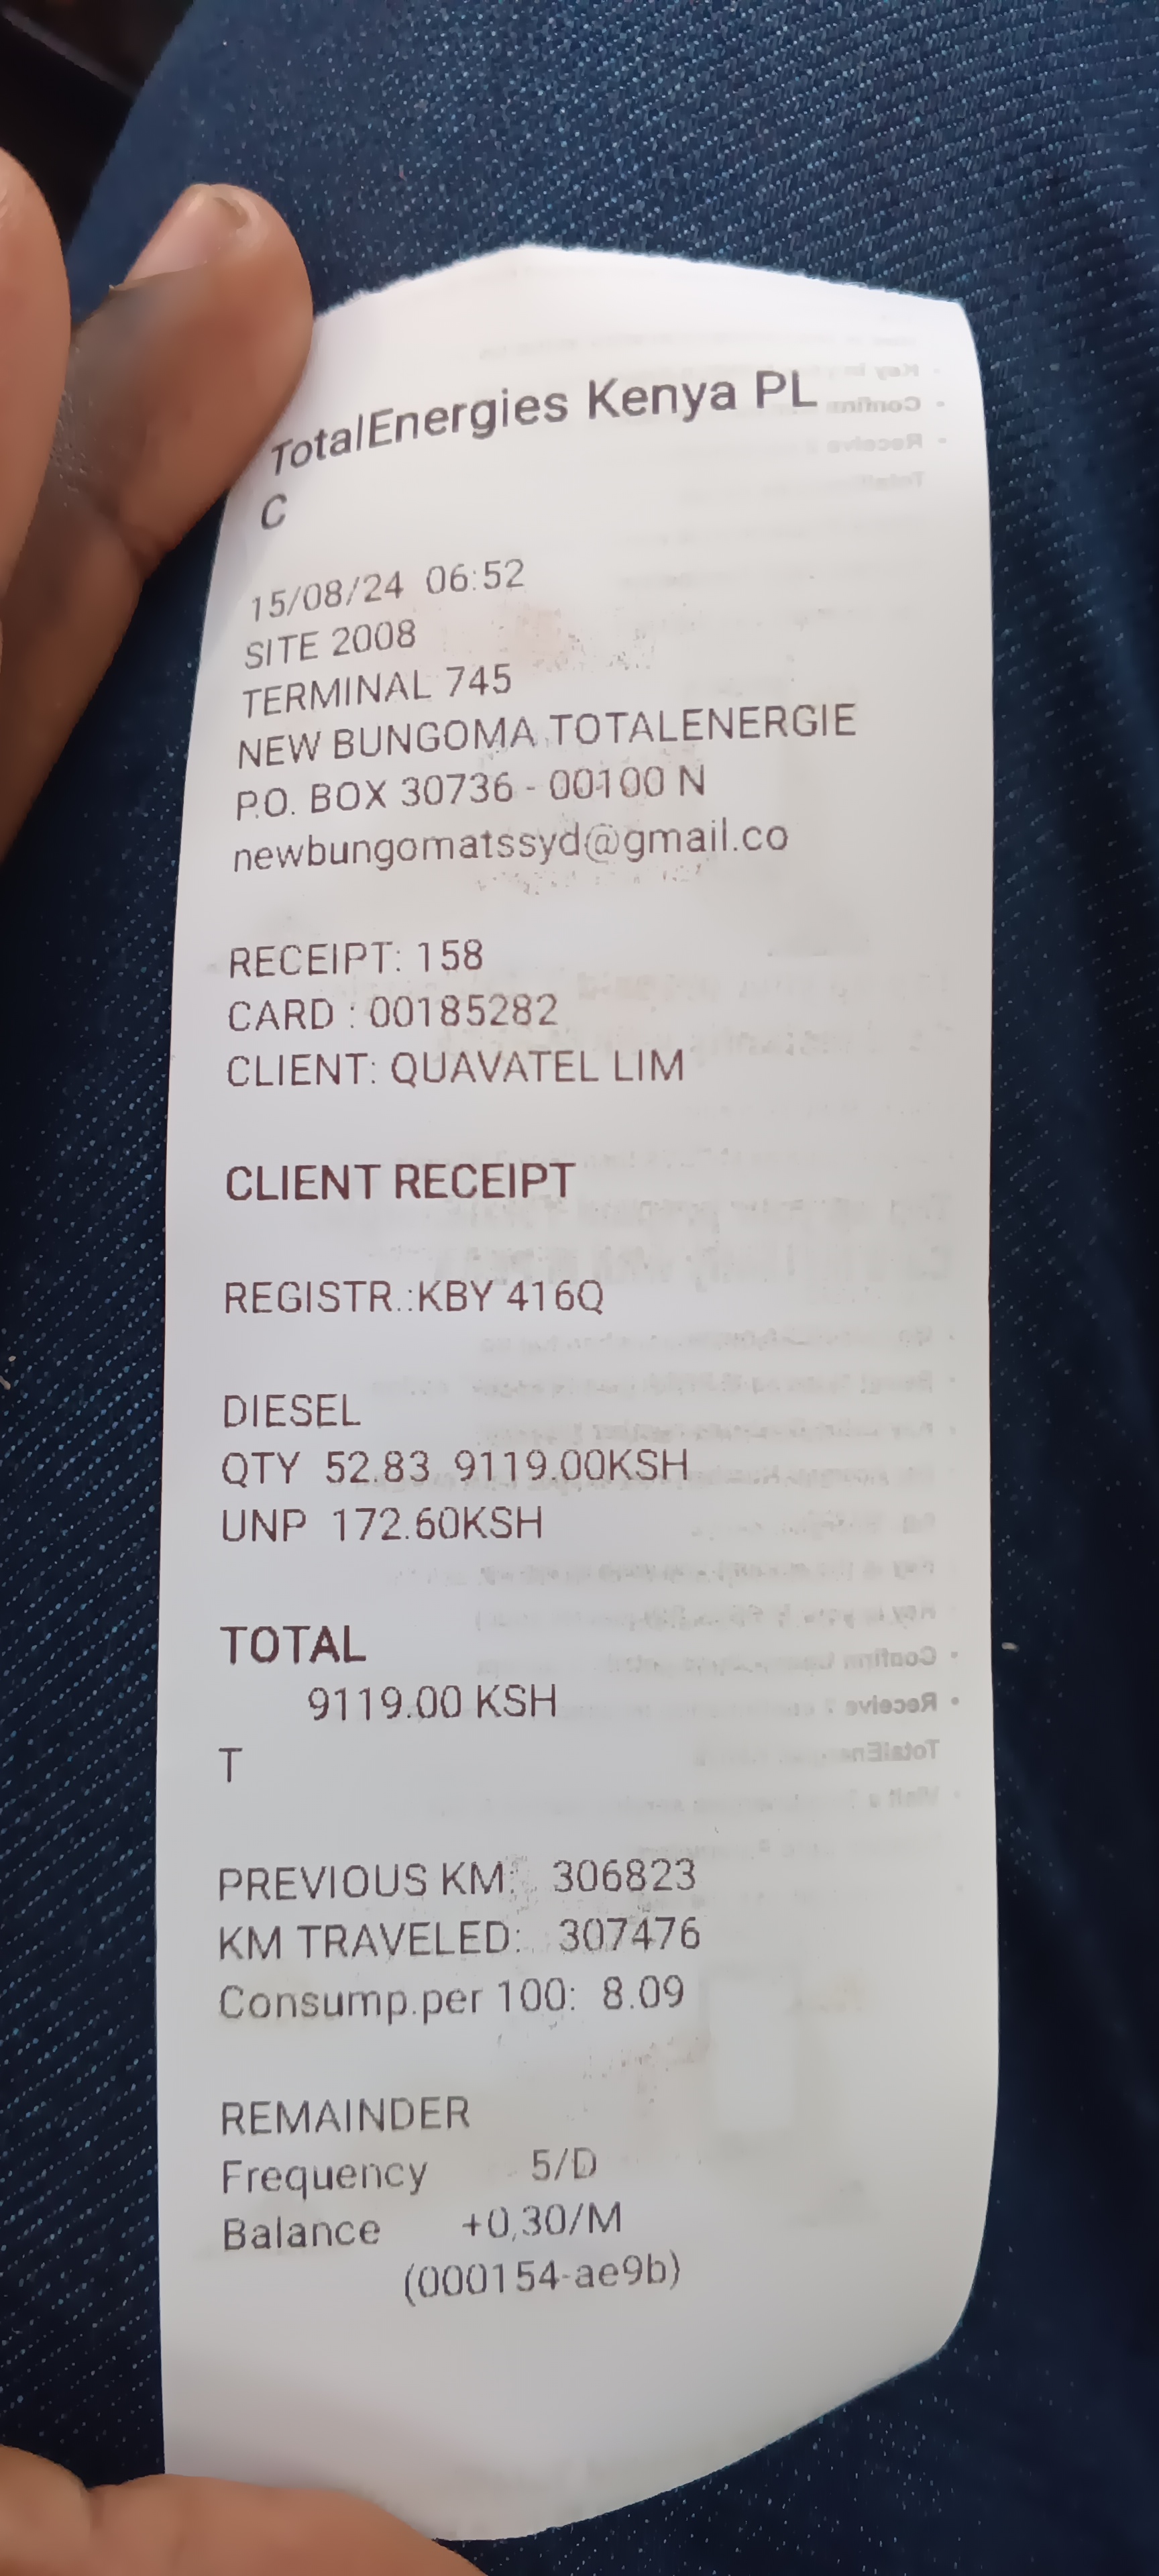 TotalEnergies Kenya PL
C
15/08/24 06:52
SITE 2008
TERMINAL 745
NEW BUNGOMA TOTALENERGIE
P.O. BOX 30736 - 00100 N
newbungomatssyd@gmail.co
RECEIPT: 158
CARD : 00185282
CLIENT: QUAVATEL LIM
CLIENT RECEIPT
REGISTR.:KBY 416Q
DIESEL
QTY 52.83 9119.00KSH
UNP 172.60KSH
TOTAL
9119.00 KSH
T
PREVIOUS KM: 306823
KM TRAVELED: 307476
Consump.per 100: 8.09
REMAINDER
Frequency 5/D
Balance +0,30/M
(000154-ae9b)